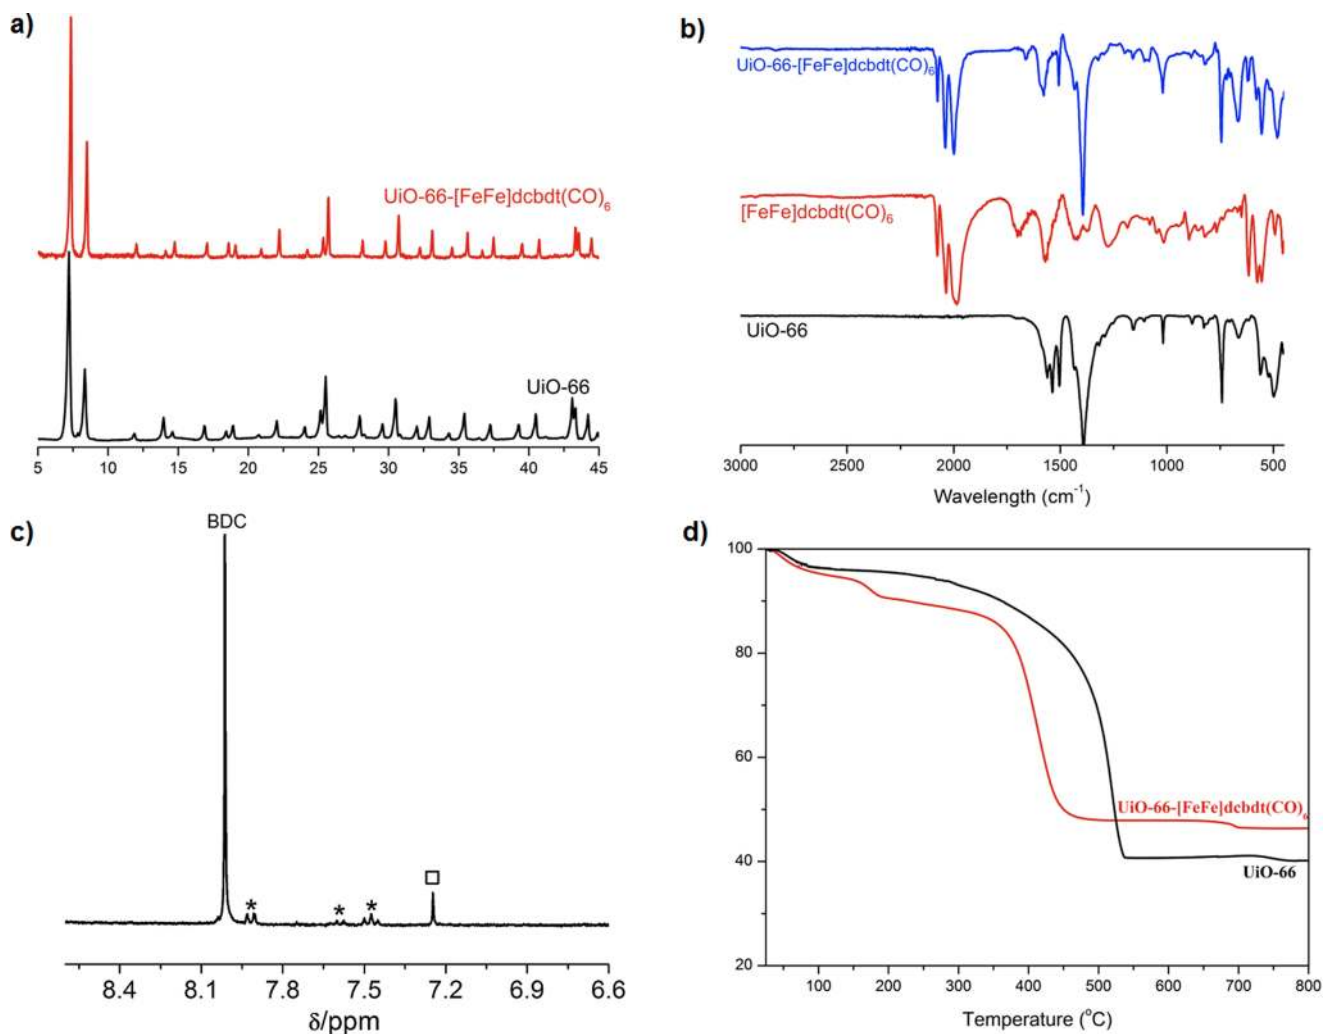 a)
UiO-66-[FeFe]dcbdt(CO)₆
UiO-66
5 10 15 20 25 30 35 40 45
b)
UiO-66-[FeFe]dcbdt(CO)₆
[FeFe]dcbdt(CO)₆
UiO-66
3000 2500 2000 1500 1000 500
Wavelength (cm⁻¹)
c)
BDC
* * *
8.4 8.1 7.8 7.5 7.2 6.9 6.6
δ/ppm
d)
100
80
60
40
20
UiO-66-[FeFe]dcbdt(CO)₆
UiO-66
100 200 300 400 500 600 700 800
Temperature (°C)